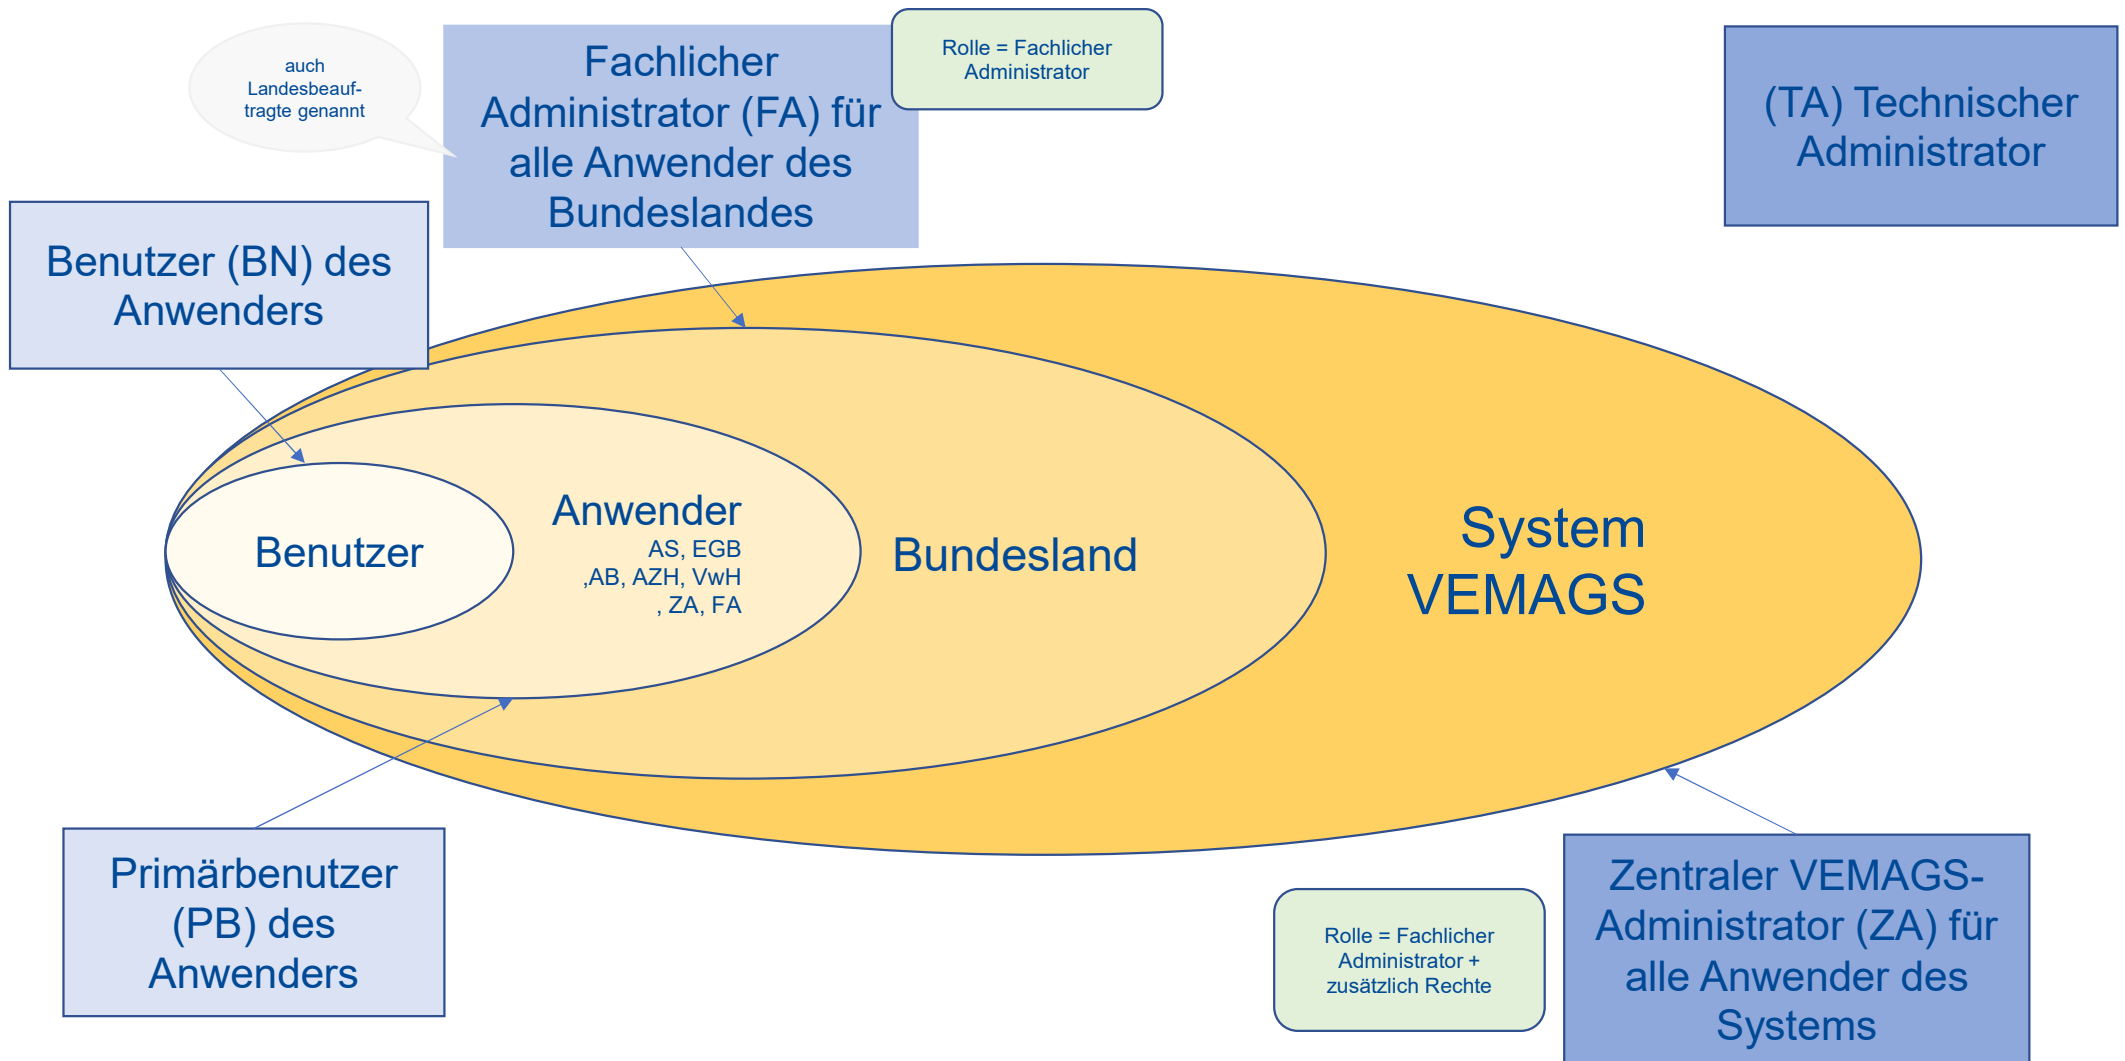 auch
Landesbeauf-
tragte genannt
Fachlicher
Administrator (FA) für
alle Anwender des
Bundeslandes
Rolle = Fachlicher
Administrator
(TA) Technischer
Administrator
Benutzer (BN) des
Anwenders
Benutzer
Anwender
AS, EGB
,AB, AZH, VwH
, ZA, FA
Bundesland
System
VEMAGS
Primärbenutzer
(PB) des
Anwenders
Rolle = Fachlicher
Administrator +
zusätzlich Rechte
Zentraler VEMAGS-
Administrator (ZA) für
alle Anwender des
Systems